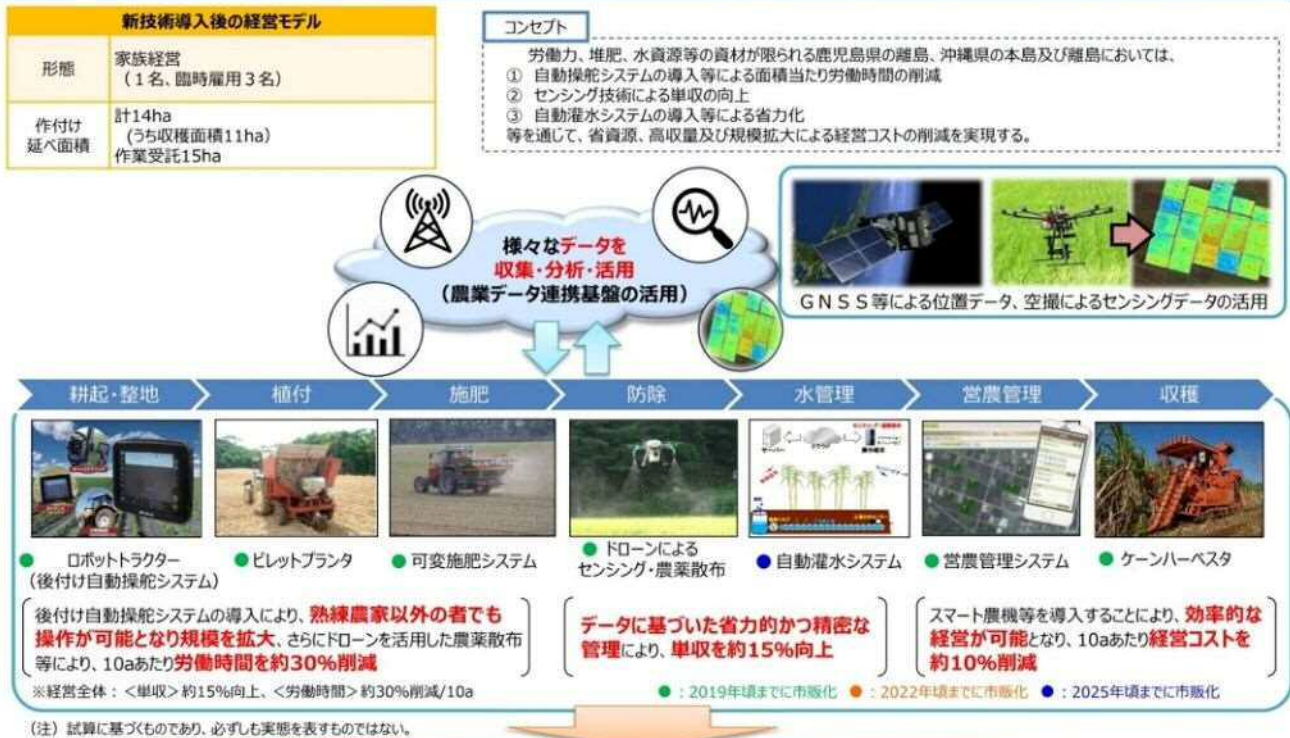 新技術導入後の経営モデル
形態
家族経営
（１名、臨時雇用３名）
作付け
延べ面積
計14ha
（うち収穫面積11ha）
作業受託15ha
コンセプト
労働力、堆肥、水資源等の資材が限られる鹿児島県の離島、沖縄県の本島及び離島においては、
① 自動操舵システムの導入等による面積当たり労働時間の削減
② センシング技術による単収の向上
③ 自動灌水システムの導入等による省力化
等を通じて、省資源、高収量及び規模拡大による経営コストの削減を実現する。
様々なデータを
収集・分析・活用
（農業データ連携基盤の活用）
ＧＮＳＳ等による位置データ、空撮によるセンシングデータの活用
耕起・整地
植付
施肥
防除
水管理
営農管理
収穫
サーバー
クラウド
● ロボットトラクター
（後付け自動操舵システム）
● ビレットプランタ
● 可変施肥システム
● ドローンによる
センシング・農薬散布
● 自動灌水システム
● 営農管理システム
● ケーンハーベスタ
後付け自動操舵システムの導入により、熟練農家以外の者でも
操作が可能となり規模を拡大、さらにドローンを活用した農薬散布
等により、10aあたり労働時間を約30％削減
データに基づいた省力的かつ精密な
管理により、単収を約15％向上
スマート農機等を導入することにより、効率的な
経営が可能となり、10aあたり経営コストを
約10％削減
※経営全体：＜単収＞約15％向上、＜労働時間＞約30％削減/10a
●：2019年頃までに市販化 ●：2022年頃までに市販化 ●：2025年頃までに市販化
（注）試算に基づくものであり、必ずしも実態を表すものではない。